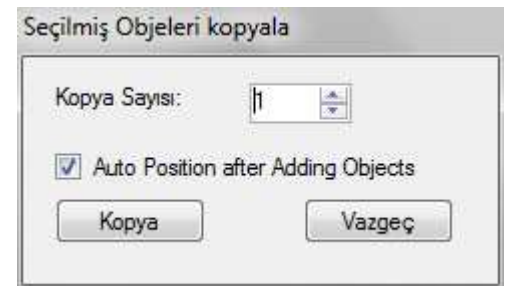 Seçilmiş Objeleri kopyala
Kopya Sayısı: 1
Auto Position after Adding Objects
Kopya Vazgeç